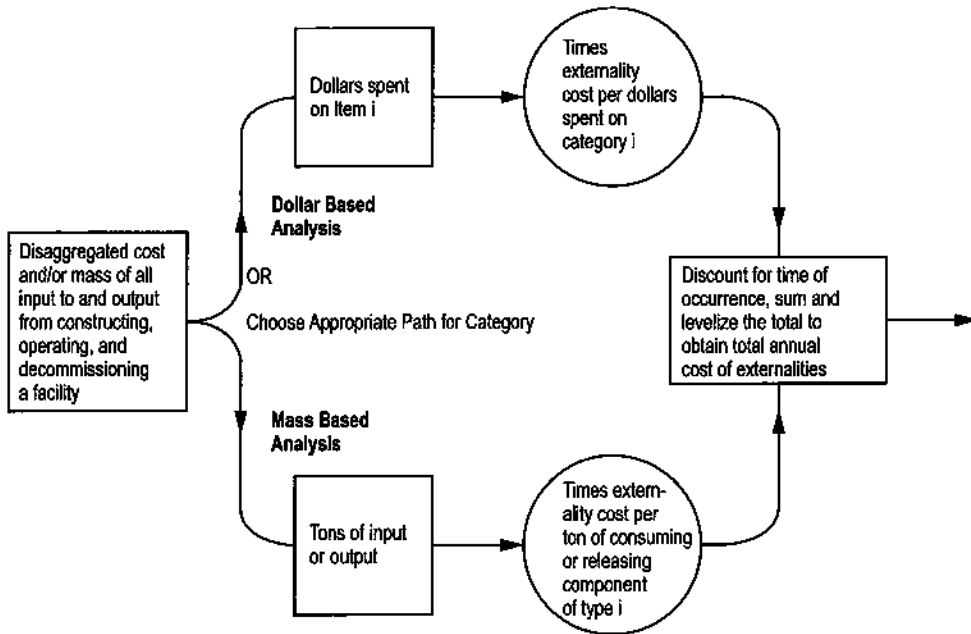 Disaggregated cost
and/or mass of all
input to and output
from constructing,
operating, and
decommissioning
a facility
Dollars spent
on Item i
Times
externality
cost per dollars
spent on
category i
Dollar Based
Analysis
OR
Choose Appropriate Path for Category
Mass Based
Analysis
Tons of input
or output
Times extern-
ality cost per
ton of consuming
or releasing
component
of type i
Discount for time of
occurrence, sum and
levelize the total to
obtain total annual
cost of externalities